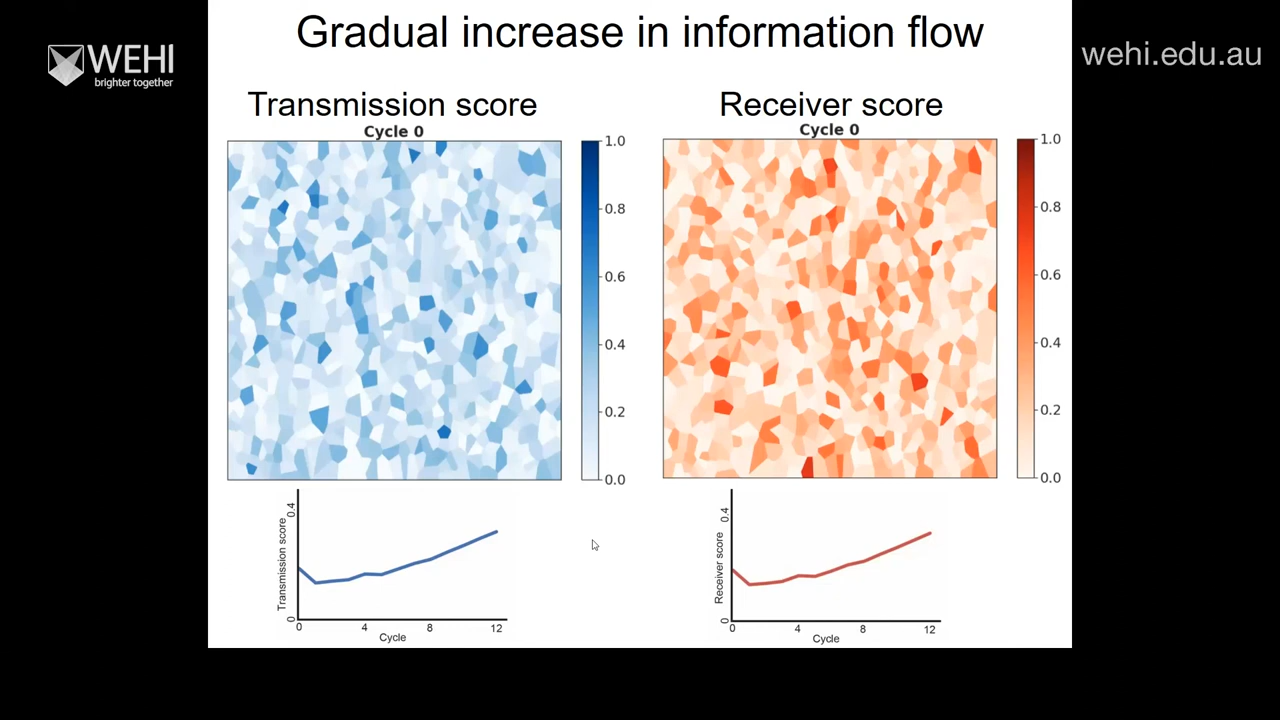 Gradual increase in information flow
WEHI
brighter together
wehi.edu.au
Transmission score
Cycle 0
1.0
0.8
0.6
0.4
0.2
0.0
Receiver score
Cycle 0
1.0
0.8
0.6
0.4
0.2
0.0
Transmission score
0.4
0
0
4
8
12
Cycle
Receiver score
0.4
0
0
4
8
12
Cycle